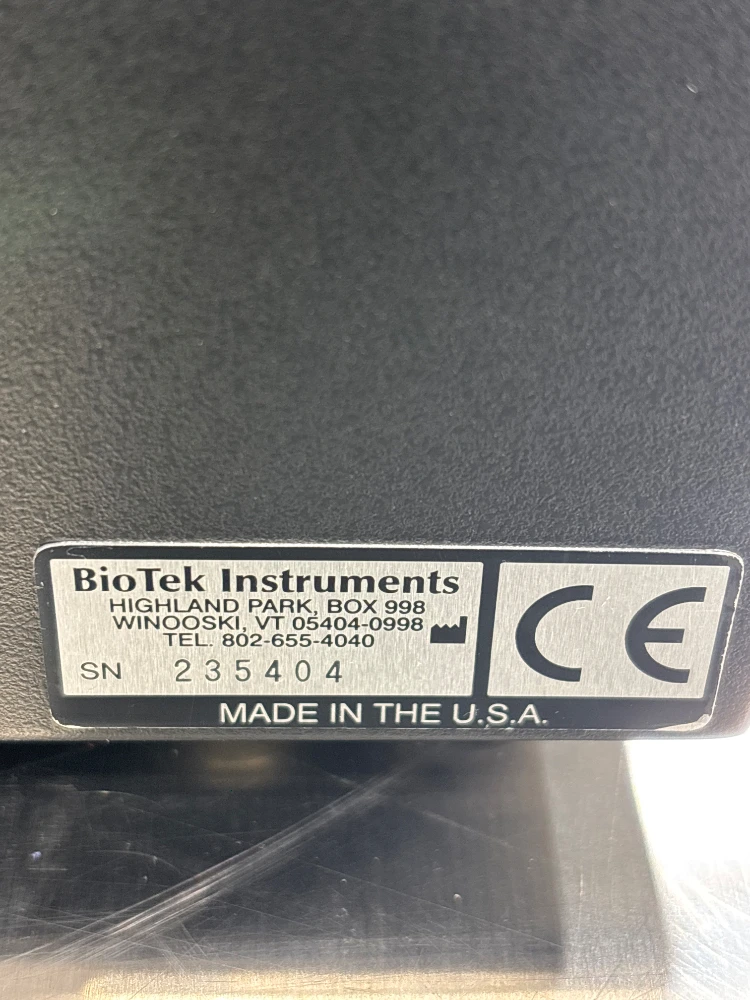 BioTek Instruments
HIGHLAND PARK, BOX 998
WINOOSKI, VT 05404-0998
TEL. 802-655-4040
SN 235404
CE
MADE IN THE U.S.A.